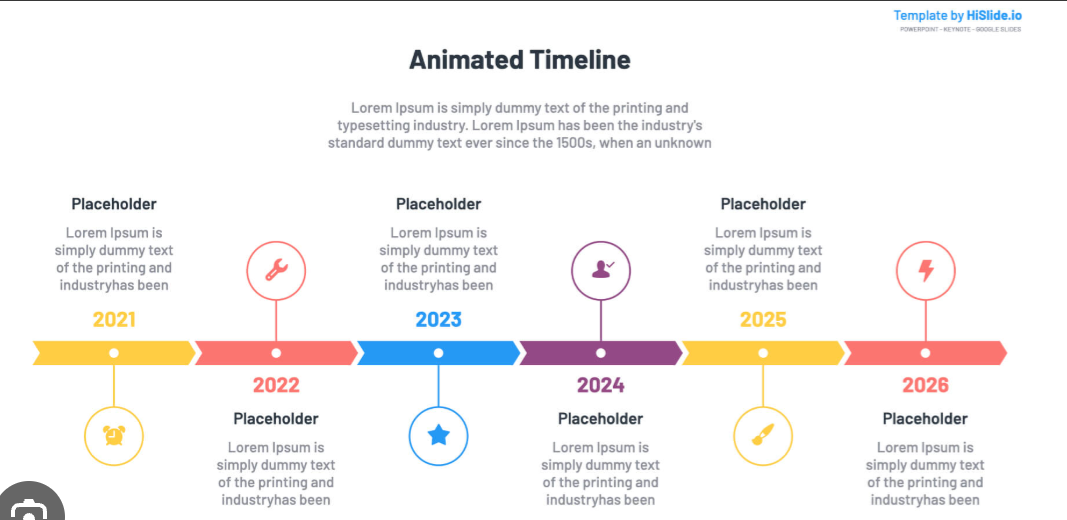 Template by HiSlide.io
POWERPOINT - KEYNOTE - GOOGLE SLIDES
Animated Timeline
Lorem Ipsum is simply dummy text of the printing and
typesetting industry. Lorem Ipsum has been the industry's
standard dummy text ever since the 1500s, when an unknown
Placeholder
Lorem Ipsum is
simply dummy text
of the printing and
industryhas been
2021
2022
Placeholder
Lorem Ipsum is
simply dummy text
of the printing and
industryhas been
Placeholder
Lorem Ipsum is
simply dummy text
of the printing and
industryhas been
2023
2024
Placeholder
Lorem Ipsum is
simply dummy text
of the printing and
industryhas been
Placeholder
Lorem Ipsum is
simply dummy text
of the printing and
industryhas been
2025
2026
Placeholder
Lorem Ipsum is
simply dummy text
of the printing and
industryhas been